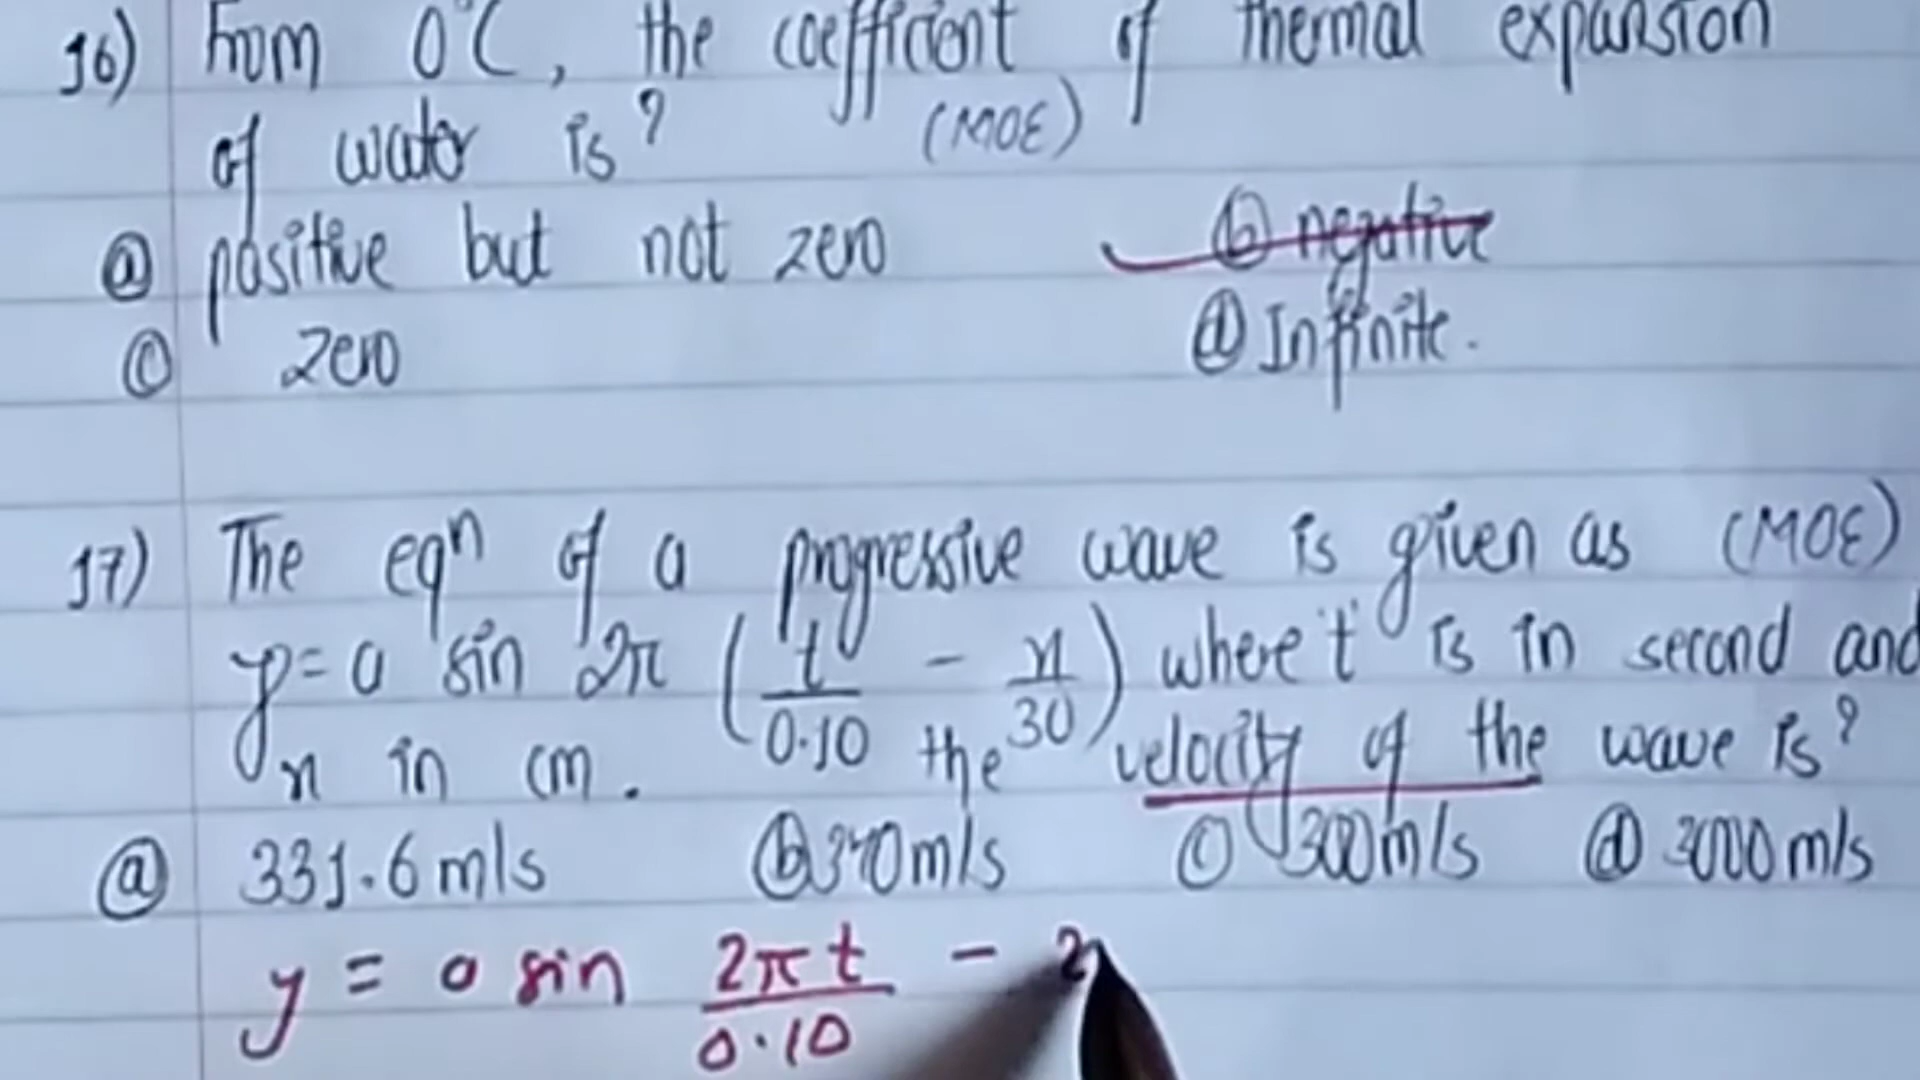 16) From 0°C, the coefficient of thermal expansion
of water is? (MOE)
ⓐ positive but not zero ⓑ negative
ⓒ zero ⓓ Infinite.
17) The eqⁿ of a progressive wave is given as (MOE)
y = a sin 2π (t/0.10 - x/30) where 't' is in second and
x in cm. the velocity of the wave is?
ⓐ 331.6 m/s ⓑ 340 m/s ⓒ 300 m/s ⓓ 3000 m/s
y = a sin 2πt/0.10 - 2